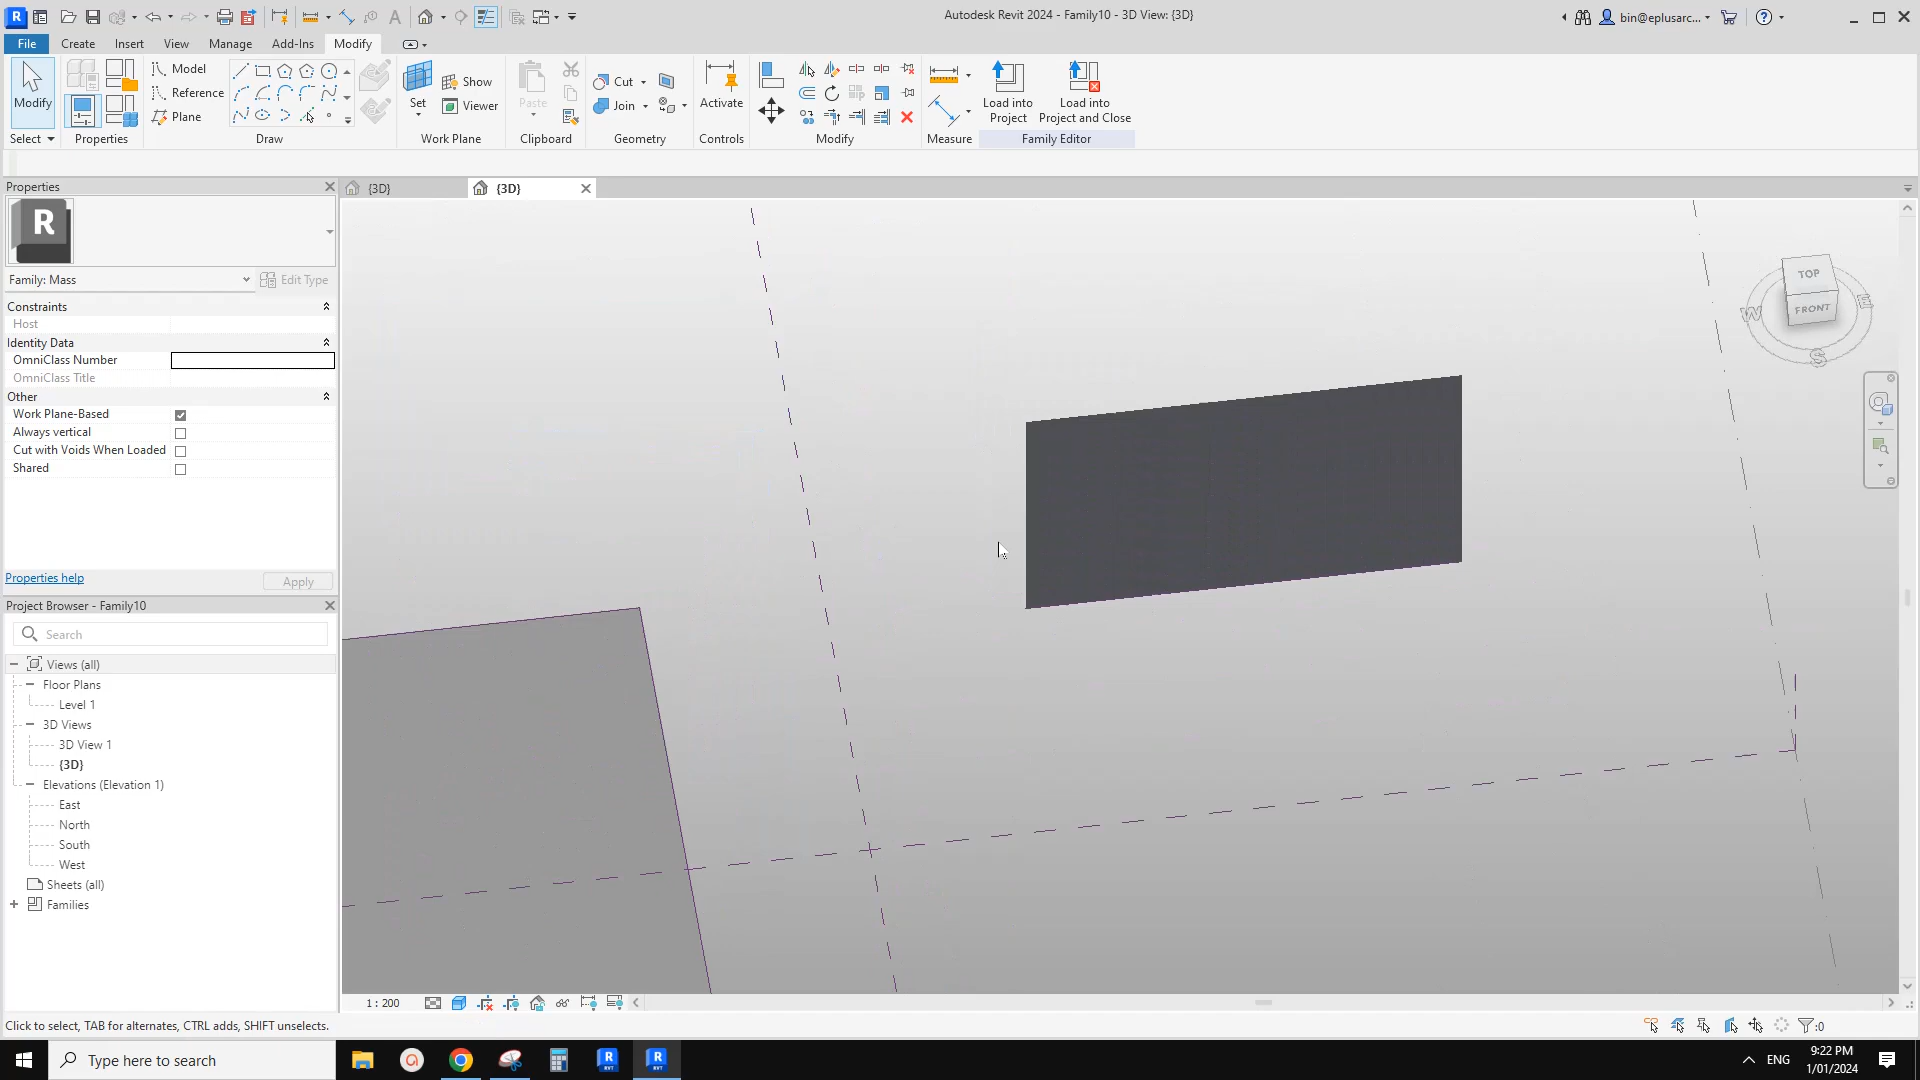 Autodesk Revit 2024 - Family10 - 3D View: {3D}
bin@eplusarc...
File Create Insert View Manage Add-Ins Modify
Modify
Model
Reference
Plane
Set
Show
Viewer
Paste
Cut
Join
Activate
Load into
Project
Load into
Project and Close
Select Properties Draw Work Plane Clipboard Geometry Controls Modify Measure Family Editor
Properties
{3D}
{3D}
R
Family: Mass
Edit Type
Constraints
Host
Identity Data
OmniClass Number
OmniClass Title
Other
Work Plane-Based
Always vertical
Cut with Voids When Loaded
Shared
Properties help
Apply
Project Browser - Family10
Search
Views (all)
Floor Plans
Level 1
3D Views
3D View 1
{3D}
Elevations (Elevation 1)
East
North
South
West
Sheets (all)
Families
TOP
FRONT
W
E
S
1 : 200
Click to select, TAB for alternates, CTRL adds, SHIFT unselects.
:0
Type here to search
ENG
9:22 PM
1/01/2024